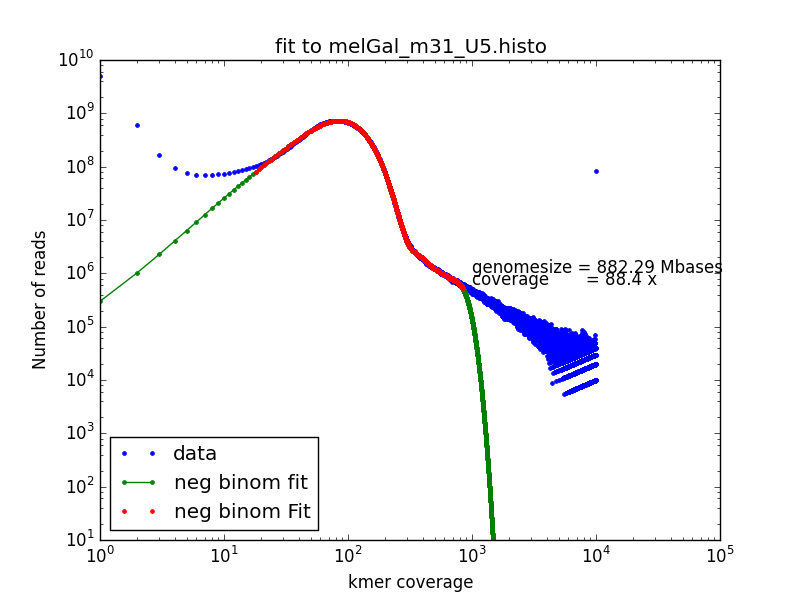 fit to melGal_m31_U5.histo
10^10
10^9
10^8
10^7
10^6
10^5
10^4
10^3
10^2
10^1
Number of reads
genomesize = 882.29 Mbases
coverage = 88.4 x
data
neg binom fit
neg binom Fit
10^0 10^1 10^2 10^3 10^4 10^5
kmer coverage